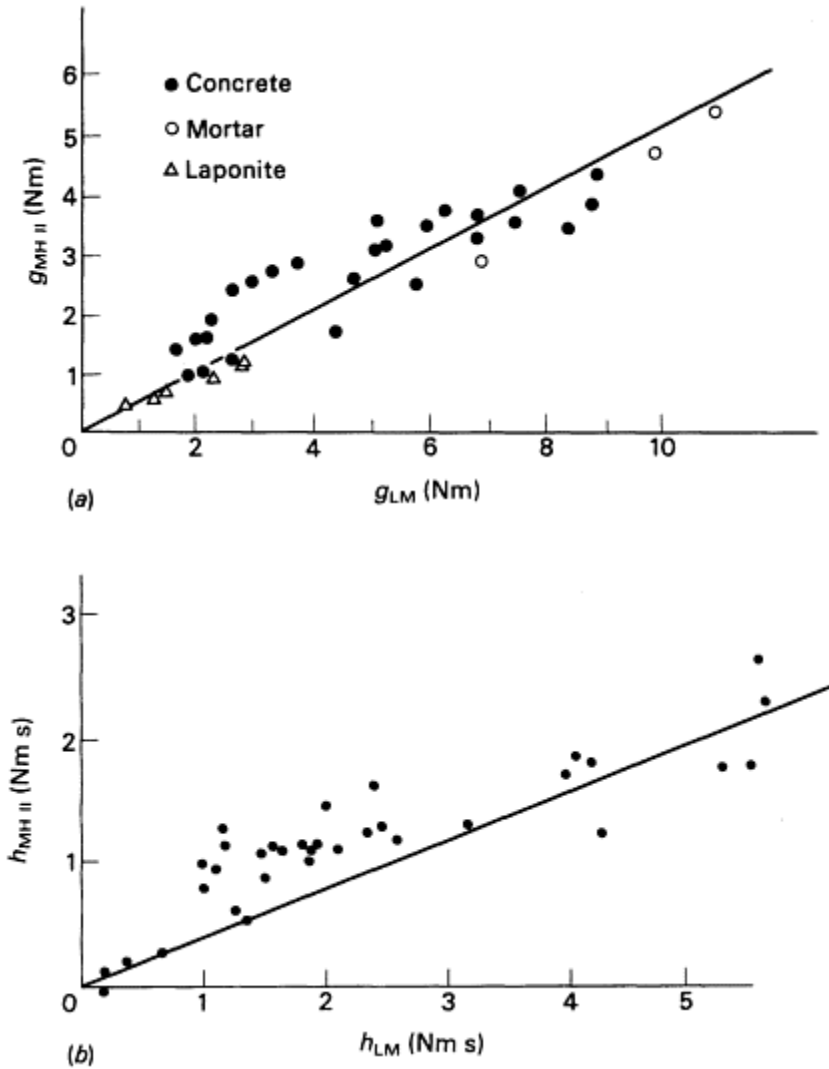 6
5
4
3
2
1
0
g_MH II (Nm)
● Concrete
○ Mortar
△ Laponite
2 4 6 8 10
g_LM (Nm)
(a)
3
2
1
0
h_MH II (Nm s)
1 2 3 4 5
h_LM (Nm s)
(b)